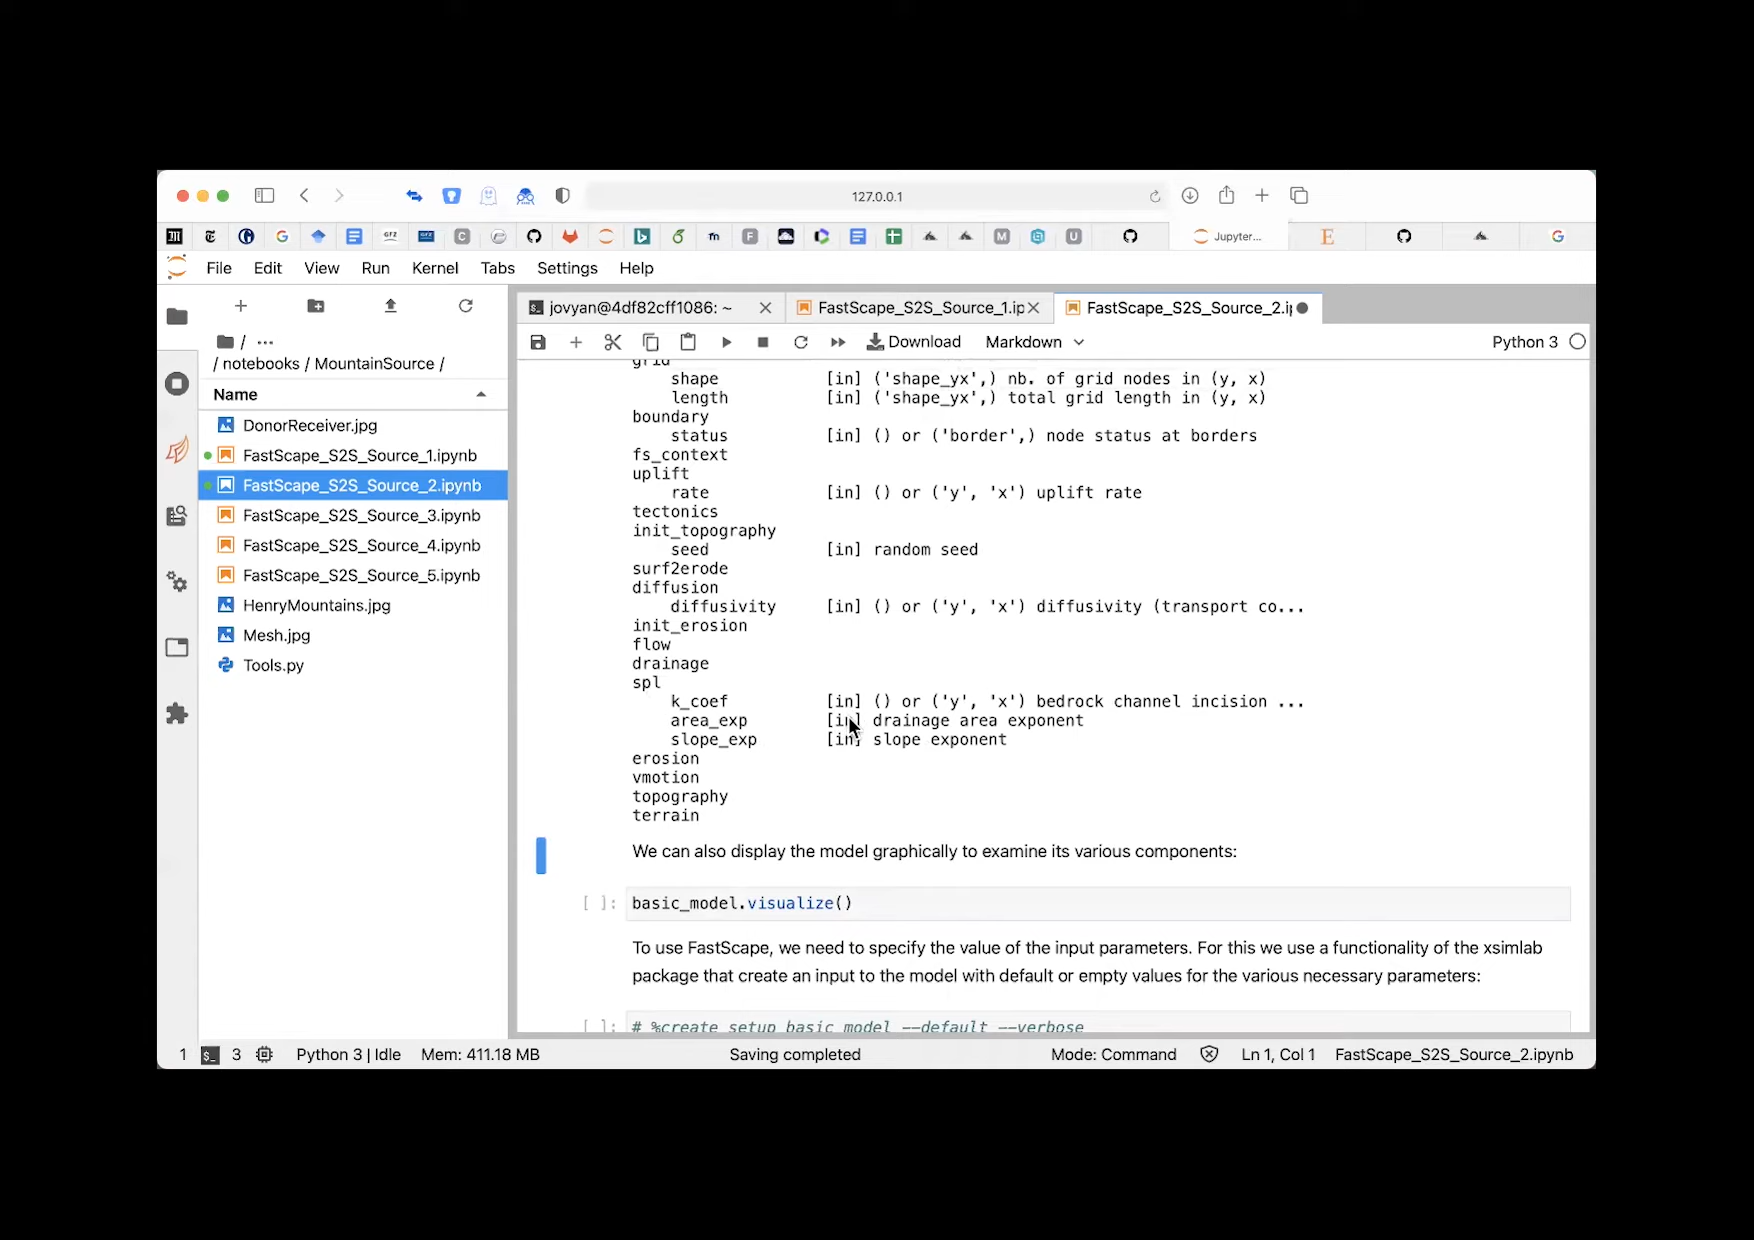 127.0.0.1
Jupyter...
File Edit View Run Kernel Tabs Settings Help
jovyan@4df82cff1086: ~
FastScape_S2S_Source_1.ip
FastScape_S2S_Source_2.i
Download Markdown Python 3
/ ...
/ notebooks / MountainSource /
Name
DonorReceiver.jpg
FastScape_S2S_Source_1.ipynb
FastScape_S2S_Source_2.ipynb
FastScape_S2S_Source_3.ipynb
FastScape_S2S_Source_4.ipynb
FastScape_S2S_Source_5.ipynb
HenryMountains.jpg
Mesh.jpg
Tools.py
grid
shape [in] ('shape_yx',) nb. of grid nodes in (y, x)
length [in] ('shape_yx',) total grid length in (y, x)
boundary
status [in] () or ('border',) node status at borders
fs_context
uplift
rate [in] () or ('y', 'x') uplift rate
tectonics
init_topography
seed [in] random seed
surf2erode
diffusion
diffusivity [in] () or ('y', 'x') diffusivity (transport co...
init_erosion
flow
drainage
spl
k_coef [in] () or ('y', 'x') bedrock channel incision ...
area_exp [in] drainage area exponent
slope_exp [in] slope exponent
erosion
vmotion
topography
terrain
We can also display the model graphically to examine its various components:
[ ]: basic_model.visualize()
To use FastScape, we need to specify the value of the input parameters. For this we use a functionality of the xsimlab
package that create an input to the model with default or empty values for the various necessary parameters:
[ ]: # %create_setup basic_model --default --verbose
1 3 Python 3 | Idle Mem: 411.18 MB Saving completed Mode: Command Ln 1, Col 1 FastScape_S2S_Source_2.ipynb